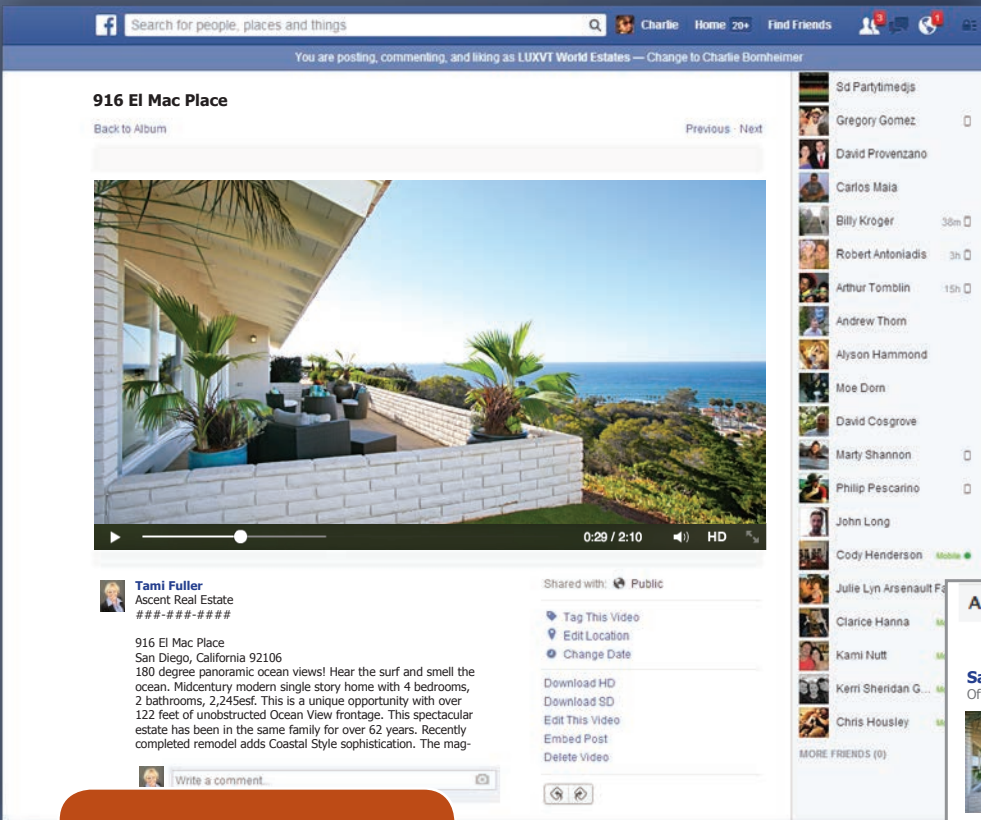 Search for people, places and things
Charlie Home 20+ Find Friends 3 1
You are posting, commenting, and liking as LUXVT World Estates — Change to Charlie Bornheimer
916 El Mac Place
Back to Album
Previous · Next
0:29 / 2:10 HD
Tami Fuller
Ascent Real Estate
###-###-####
916 El Mac Place
San Diego, California 92106
180 degree panoramic ocean views! Hear the surf and smell the
ocean. Midcentury modern single story home with 4 bedrooms,
2 bathrooms, 2,245esf. This is a unique opportunity with over
122 feet of unobstructed Ocean View frontage. This spectacular
estate has been in the same family for over 62 years. Recently
completed remodel adds Coastal Style sophistication. The mag-
Write a comment...
Shared with: Public
Tag This Video
Edit Location
Change Date
Download HD
Download SD
Edit This Video
Embed Post
Delete Video
Sd Partytimedjs
Gregory Gomez
David Provenzano
Carlos Maia
Billy Kroger 38m
Robert Antoniadis 3h
Arthur Tomblin 15h
Andrew Thorn
Alyson Hammond
Moe Dorn
David Cosgrove
Marty Shannon
Philip Pescarino
John Long
Cody Henderson Mobile
Julie Lyn Arsenault Fa
Clarice Hanna
Kami Nutt
Kerri Sheridan G...
Chris Housley
MORE FRIENDS (0)
A
Sa
Of